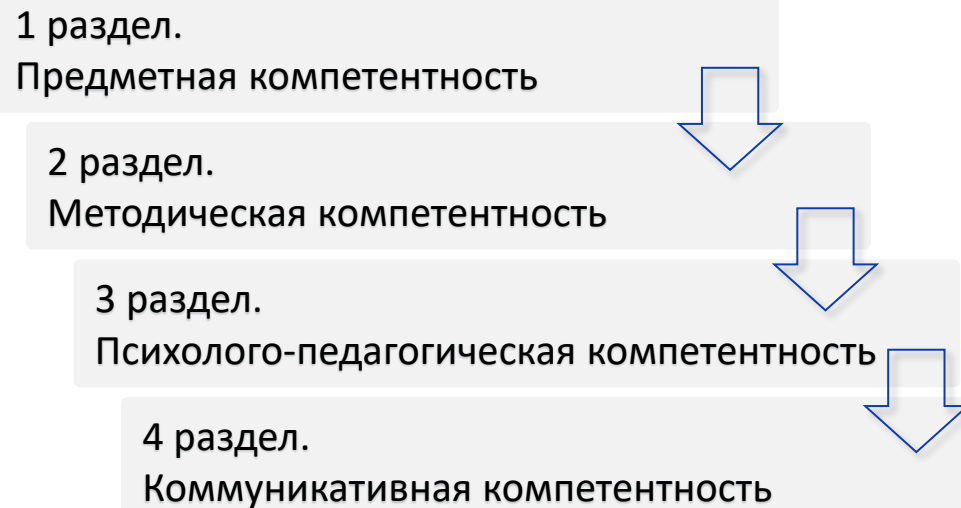 1 раздел.
Предметная компетентность
2 раздел.
Методическая компетентность
3 раздел.
Психолого-педагогическая компетентность
4 раздел.
Коммуникативная компетентность